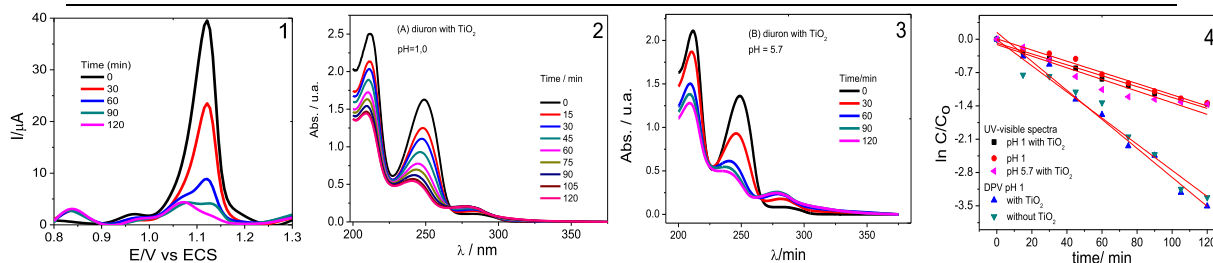 1
Time (min)
0
30
60
90
120
I/µA
40
30
20
10
0
0.8 0.9 1.0 1.1 1.2 1.3
E/V vs ECS
2
(A) diuron with TiO2
pH=1,0
Time / min
0
15
30
45
60
75
90
105
120
Abs. / u.a.
2.5
2.0
1.5
1.0
0.5
0.0
200 250 300 350
λ / nm
3
(B) diuron with TiO2
pH = 5.7
Time/min
0
30
60
90
120
Abs. / u.a.
2.0
1.5
1.0
0.5
0.0
200 250 300 350
λ/min
4
ln C/Co
0.0
-0.7
-1.4
-2.1
-2.8
-3.5
UV-visible spectra
pH 1 with TiO2
pH 1
pH 5.7 with TiO2
DPV pH 1
with TiO2
without TiO2
0 20 40 60 80 100 120
time/ min